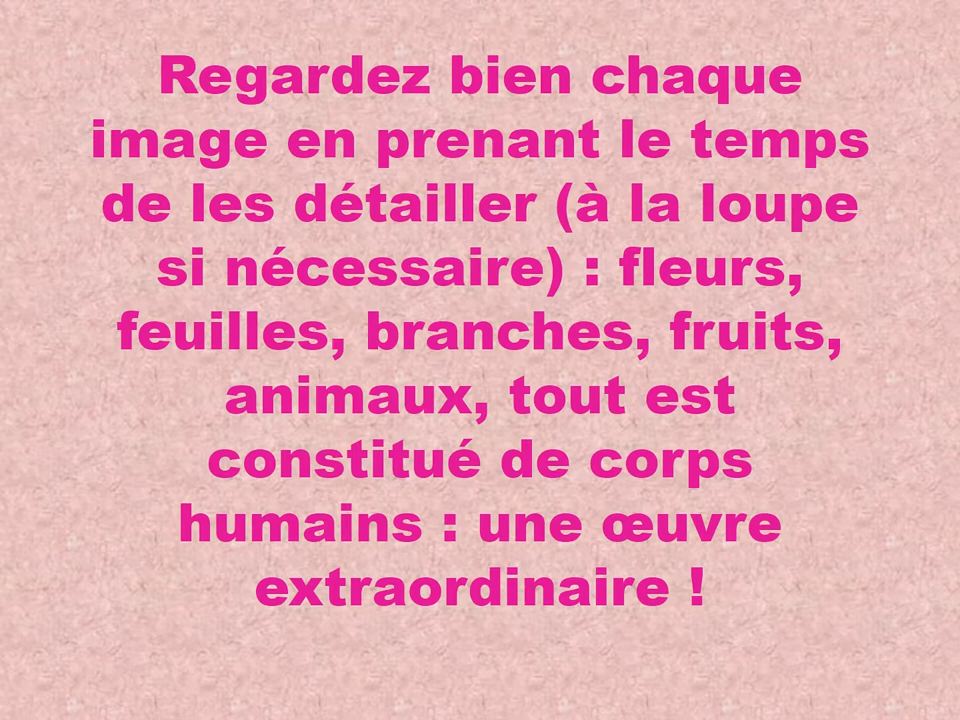 Regardez bien chaque
image en prenant le temps
de les détailler (à la loupe
si nécessaire) : fleurs,
feuilles, branches, fruits,
animaux, tout est
constitué de corps
humains : une œuvre
extraordinaire !